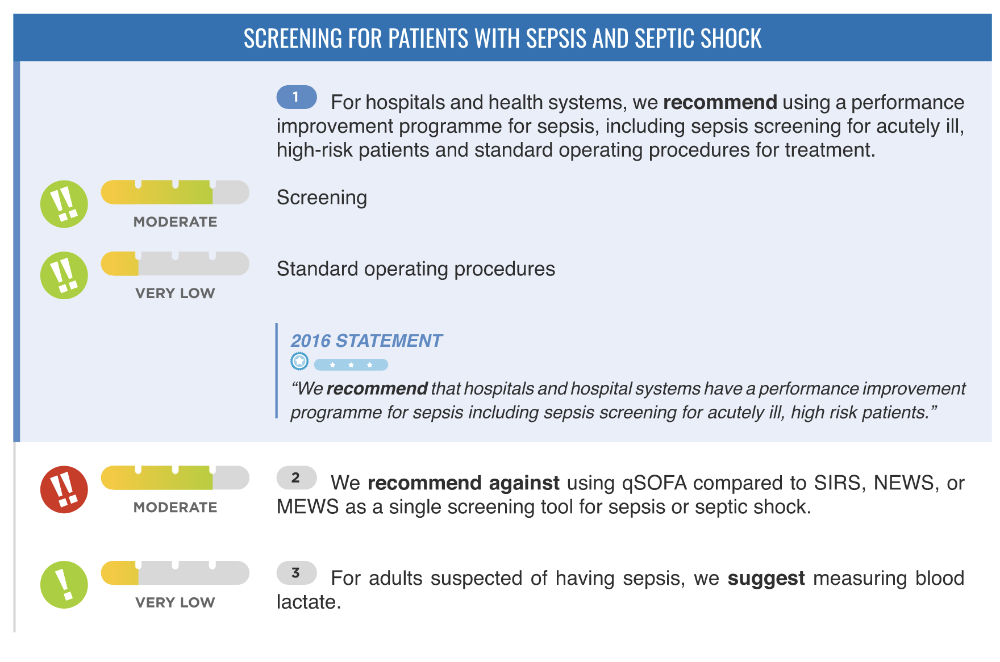 SCREENING FOR PATIENTS WITH SEPSIS AND SEPTIC SHOCK
1 For hospitals and health systems, we recommend using a performance
improvement programme for sepsis, including sepsis screening for acutely ill,
high-risk patients and standard operating procedures for treatment.
!! Screening
MODERATE
!! Standard operating procedures
VERY LOW
2016 STATEMENT
“We recommend that hospitals and hospital systems have a performance improvement
programme for sepsis including sepsis screening for acutely ill, high risk patients.”
!! 2 We recommend against using qSOFA compared to SIRS, NEWS, or
MODERATE MEWS as a single screening tool for sepsis or septic shock.
! 3 For adults suspected of having sepsis, we suggest measuring blood
VERY LOW lactate.